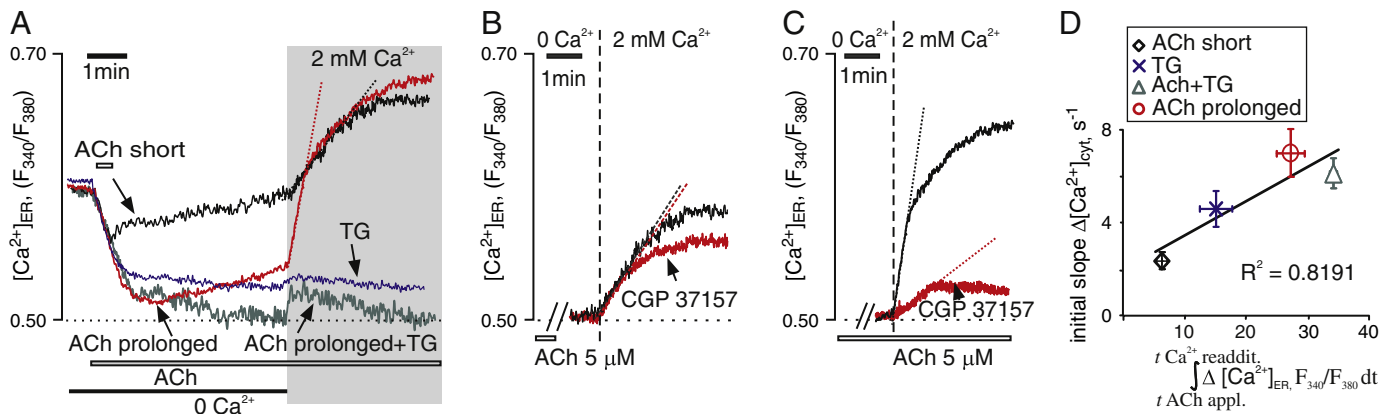 A
0.70
1min
2 mM Ca²⁺
[Ca²⁺]ER, (F340/F380)
ACh short
TG
0.50
ACh prolonged
ACh prolonged+TG
ACh
0 Ca²⁺
B
0 Ca²⁺
2 mM Ca²⁺
0.70
1min
[Ca²⁺]ER, (F340/F380)
CGP 37157
0.50
ACh 5 µM
C
0 Ca²⁺
2 mM Ca²⁺
0.70
1min
[Ca²⁺]ER, (F340/F380)
CGP 37157
0.50
ACh 5 µM
D
ACh short
TG
Ach+TG
ACh prolonged
initial slope Δ[Ca²⁺]cyt, s⁻¹
8
4
0
R² = 0.8191
10
20
30
40
t Ca²⁺ readdit.
∫ Δ [Ca²⁺]ER, F340/F380 dt
t ACh appl.